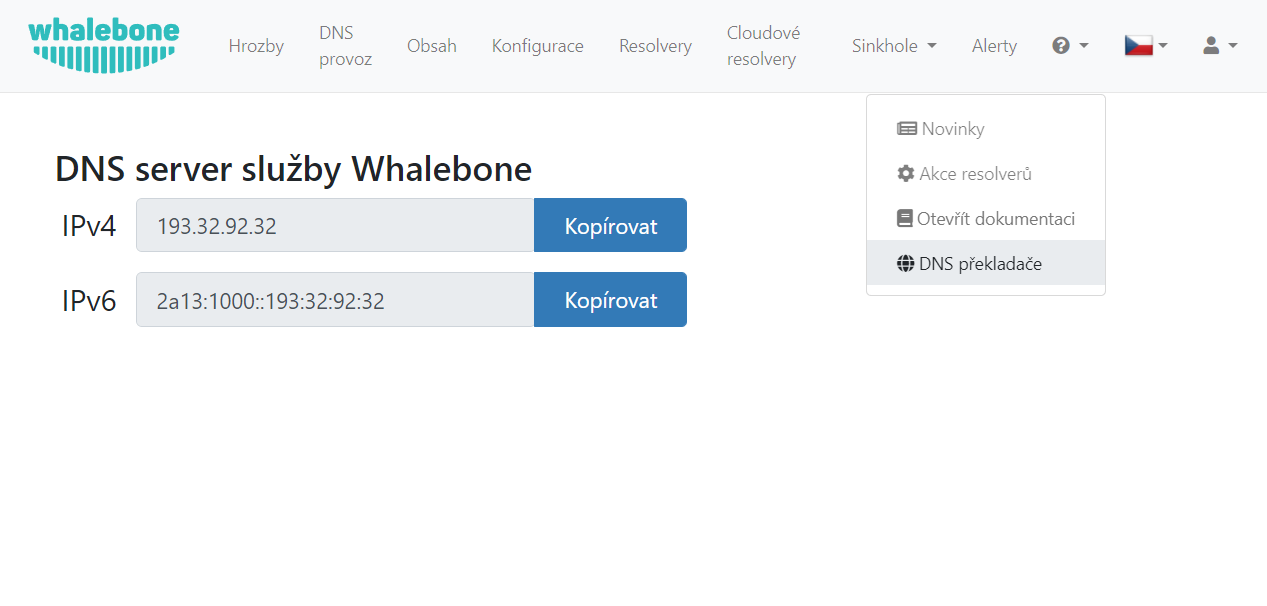 whalebone
Hrozby
DNS
provoz
Obsah
Konfigurace
Resolvery
Cloudové
resolvery
Sinkhole
Alerty
Novinky
Akce resolverů
Otevřít dokumentaci
DNS překladače
DNS server služby Whalebone
IPv4
193.32.92.32
Kopírovat
IPv6
2a13:1000::193:32:92:32
Kopírovat